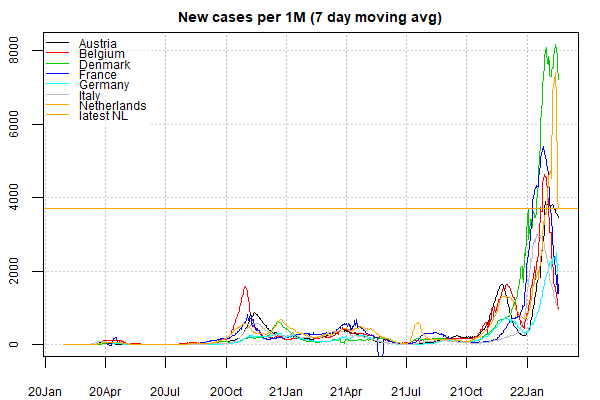 New cases per 1M (7 day moving avg)
8000
6000
4000
2000
0
Austria
Belgium
Denmark
France
Germany
Italy
Netherlands
latest NL
20Jan 20Apr 20Jul 20Oct 21Jan 21Apr 21Jul 21Oct 22Jan